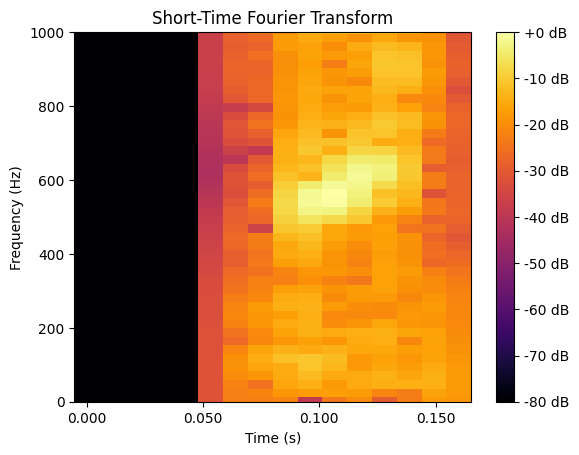 Short-Time Fourier Transform
1000
800
600
400
200
0
Frequency (Hz)
0.000
0.050
0.100
0.150
Time (s)
+0 dB
-10 dB
-20 dB
-30 dB
-40 dB
-50 dB
-60 dB
-70 dB
-80 dB